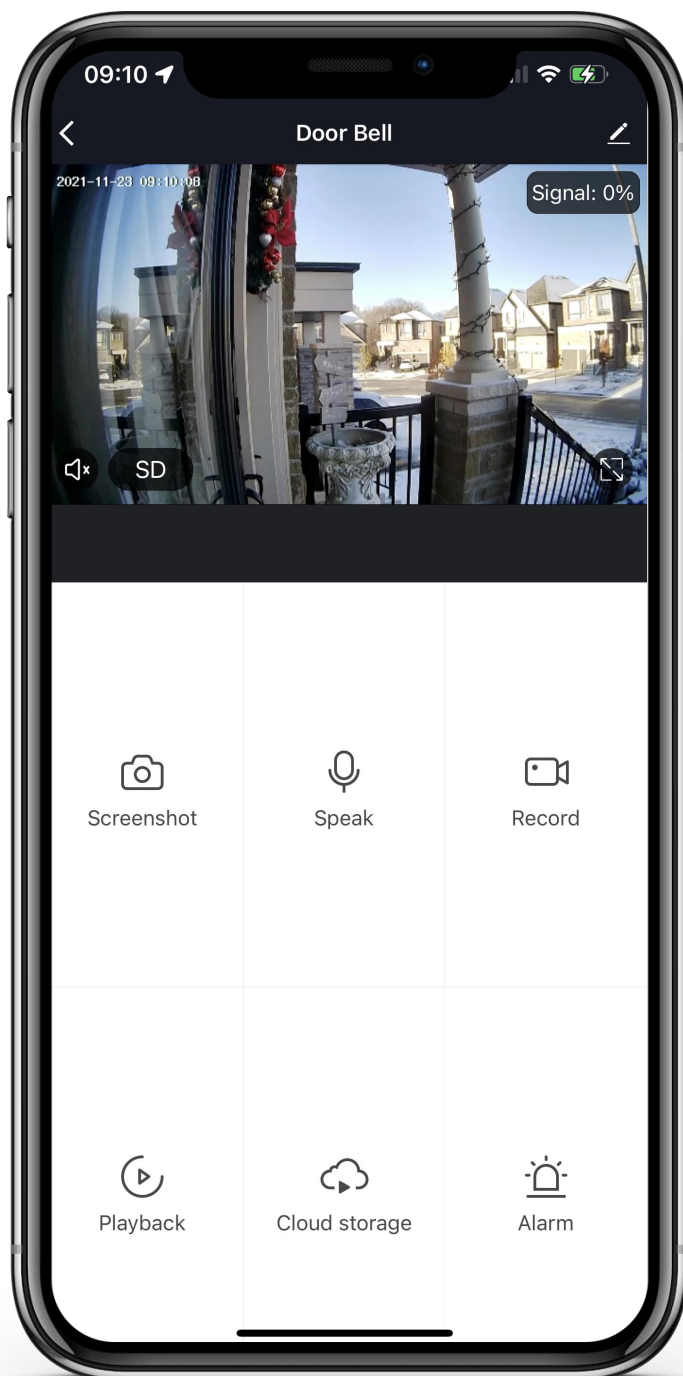 09:10
Door Bell
2021-11-23 09:10:08
Signal: 0%
SD
Screenshot
Speak
Record
Playback
Cloud storage
Alarm